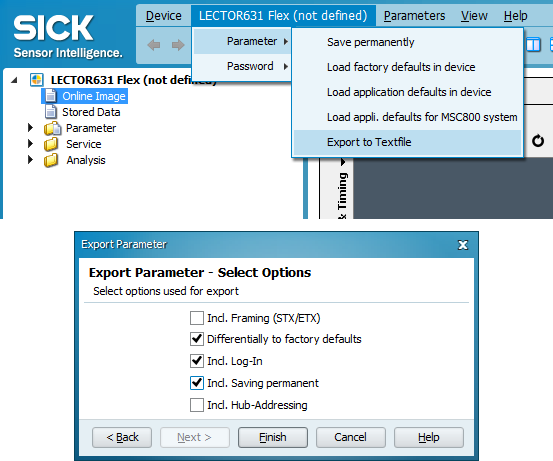 SICK
Sensor Intelligence.
Device LECTOR631 Flex (not defined) Parameters View Help
Parameter
Password
Save permanently
Load factory defaults in device
Load application defaults in device
Load appli. defaults for MSC800 system
Export to Textfile
LECTOR631 Flex (not defined)
Online Image
Stored Data
Parameter
Service
Analysis
& Timing
Export Parameter
Export Parameter - Select Options
Select options used for export
Incl. Framing (STX/ETX)
Differentially to factory defaults
Incl. Log-In
Incl. Saving permanent
Incl. Hub-Addressing
< Back Next > Finish Cancel Help